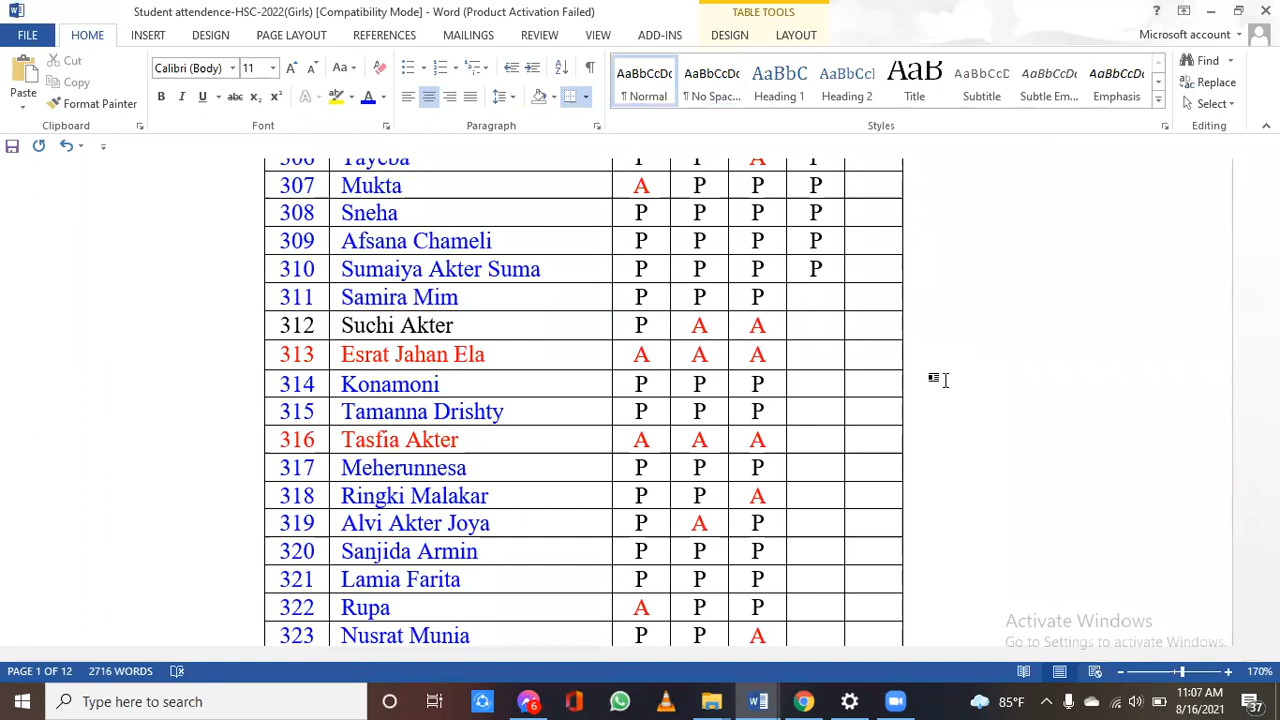 Student attendence-HSC-2022(Girls) [Compatibility Mode] - Word (Product Activation Failed)
TABLE TOOLS
FILE HOME INSERT DESIGN PAGE LAYOUT REFERENCES MAILINGS REVIEW VIEW ADD-INS DESIGN LAYOUT Microsoft account
Cut
Copy
Format Painter
Paste
Clipboard
Calibri (Body) 11
Font
Paragraph
AaBbCcDc AaBbCcDc AaBbC AaBbCcC AaB AaBbCcD AaBbCcDc AaBbCcDc
¶ Normal ¶ No Spac... Heading 1 Heading 2 Title Subtitle Subtle Em... Emphasis
Styles
Find
Replace
Select
Editing
306 Tayeba P P A P
307 Mukta A P P P
308 Sneha P P P P
309 Afsana Chameli P P P P
310 Sumaiya Akter Suma P P P P
311 Samira Mim P P P
312 Suchi Akter P A A
313 Esrat Jahan Ela A A A
314 Konamoni P P P
315 Tamanna Drishty P P P
316 Tasfia Akter A A A
317 Meherunnesa P P P
318 Ringki Malakar P P A
319 Alvi Akter Joya P A P
320 Sanjida Armin P P P
321 Lamia Farita P P P
322 Rupa A P P
323 Nusrat Munia P P A
Activate Windows
Go to Settings to activate Windows.
PAGE 1 OF 12 2716 WORDS 170%
Type here to search 6 85°F 11:07 AM
8/16/2021 37